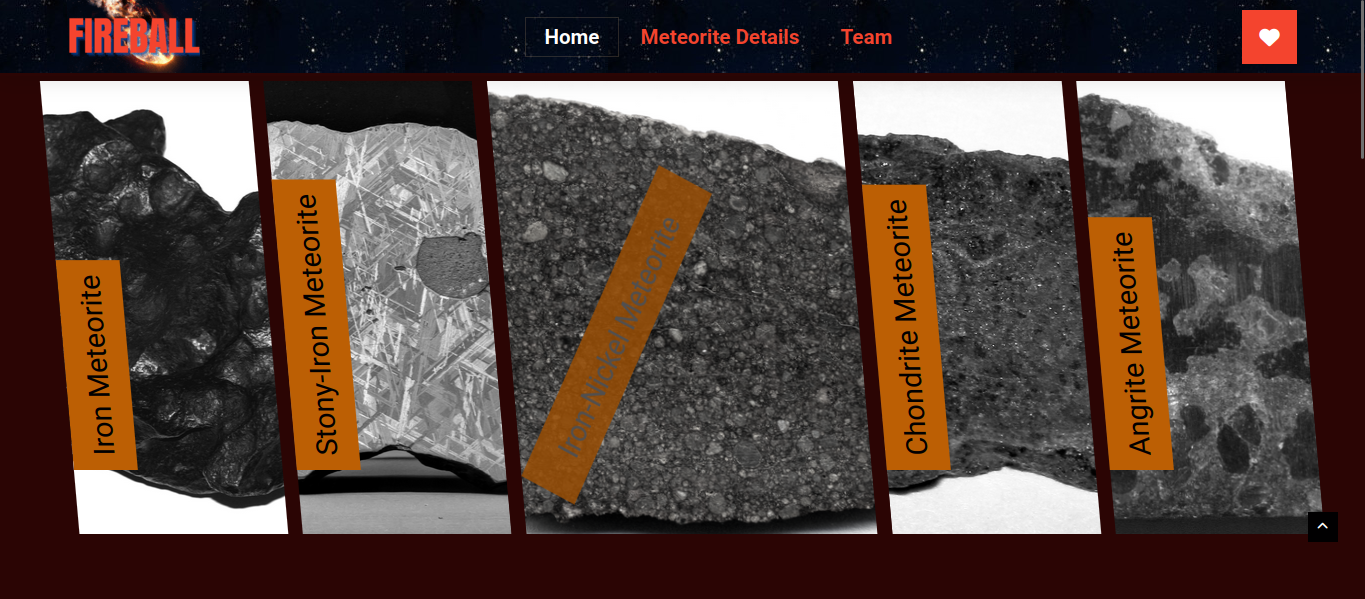 FIREBALL
Home
Meteorite Details
Team
Iron Meteorite
Stony-Iron Meteorite
Iron-Nickel Meteorite
Chondrite Meteorite
Angrite Meteorite